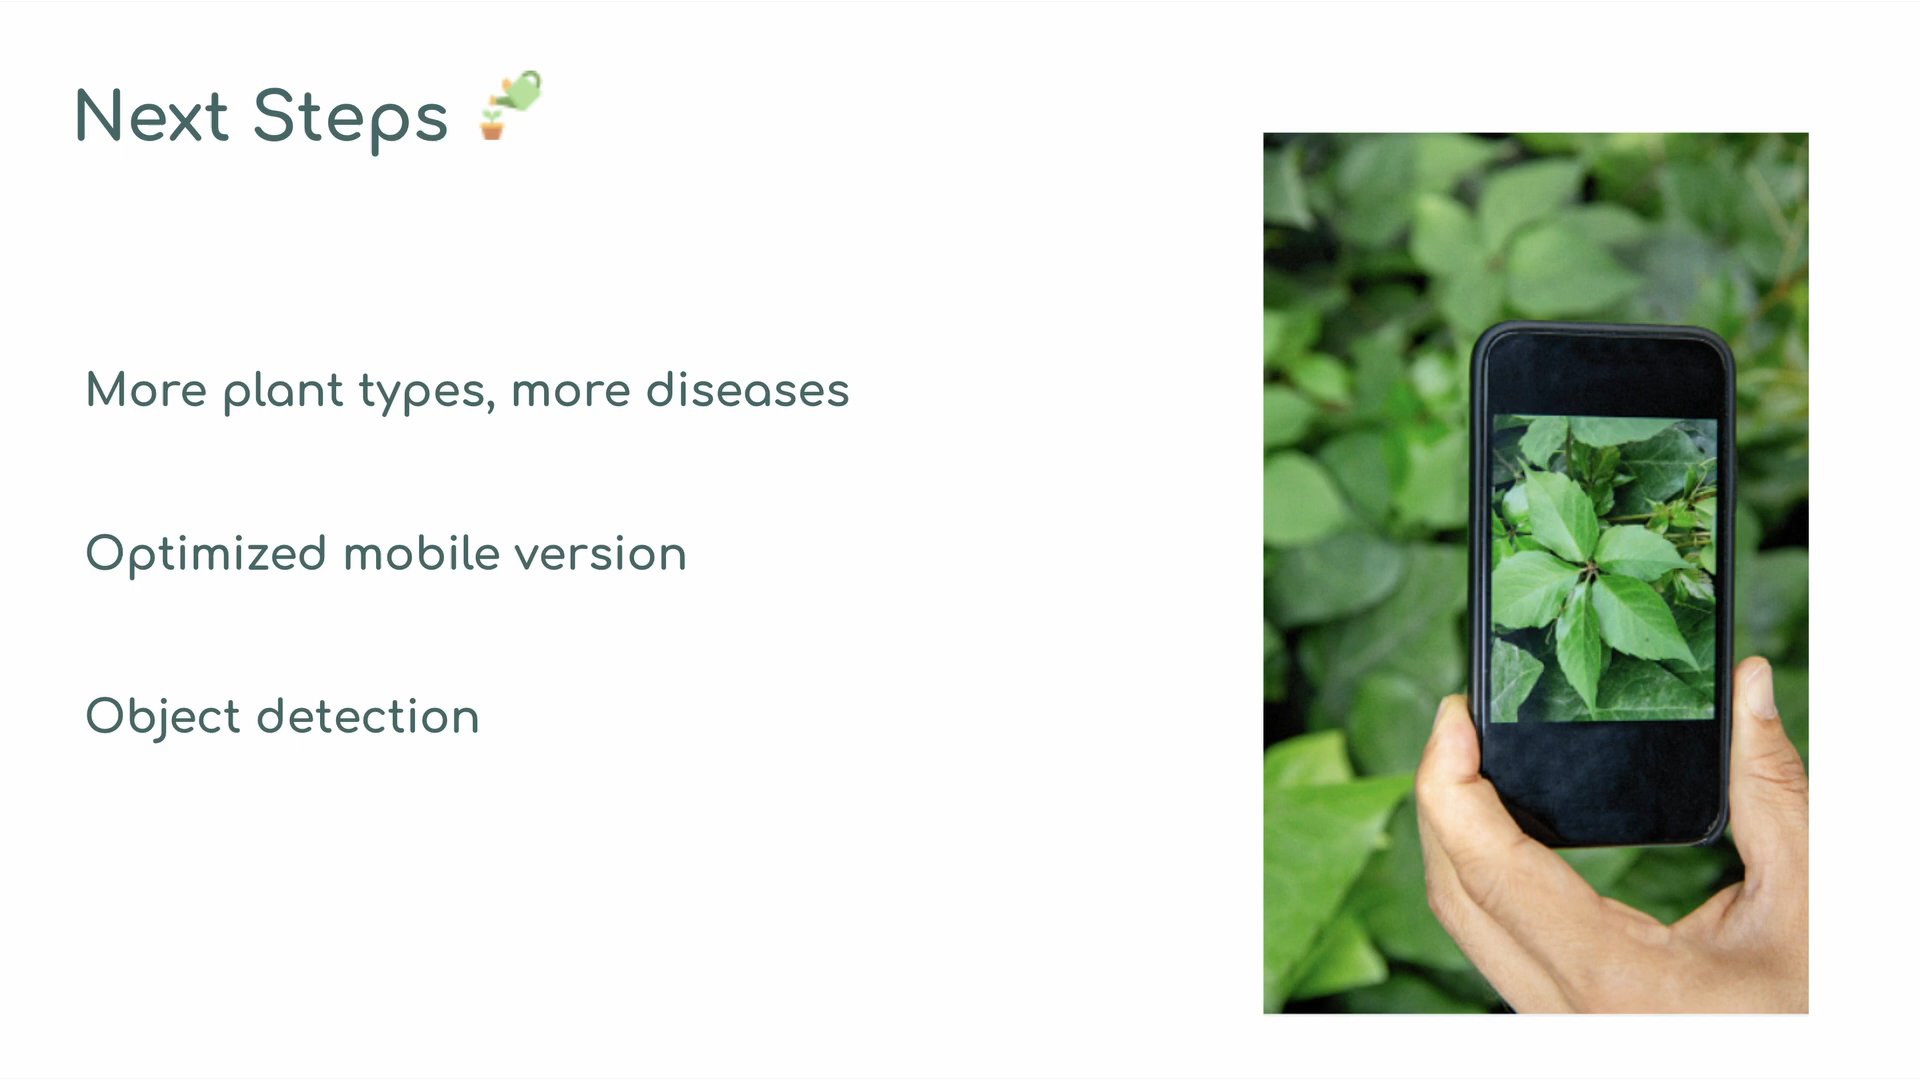 Next Steps
More plant types, more diseases
Optimized mobile version
Object detection